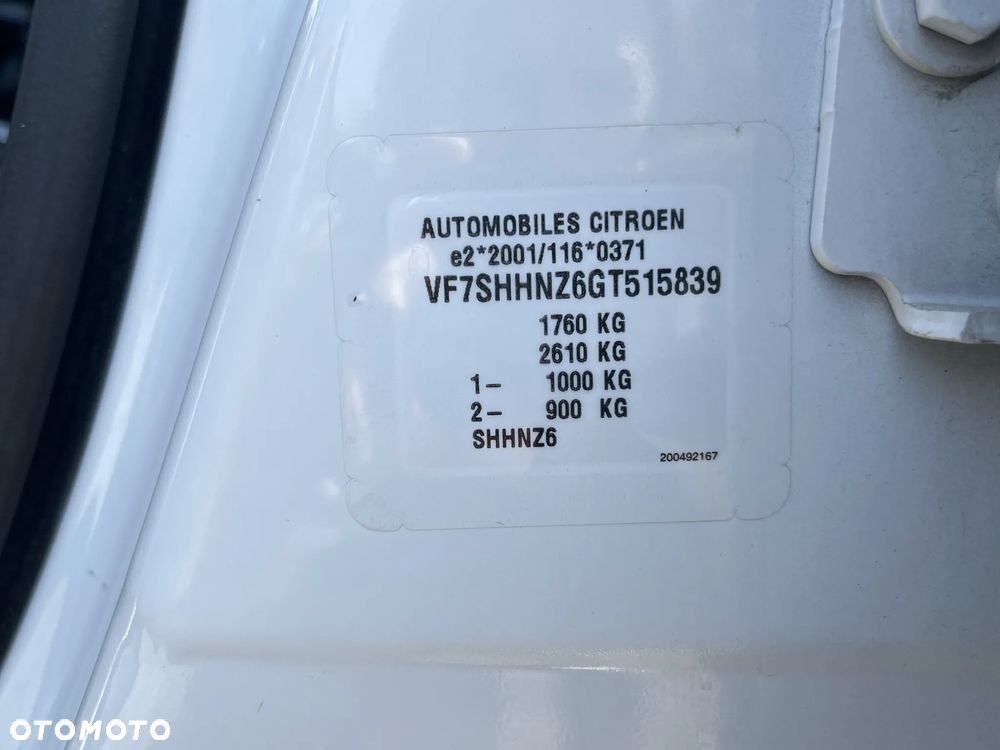 AUTOMOBILES CITROEN
e2*2001/116*0371
VF7SHHNZ6GT515839
1760 KG
2610 KG
1- 1000 KG
2- 900 KG
SHHNZ6
200492167
OTOMOTO